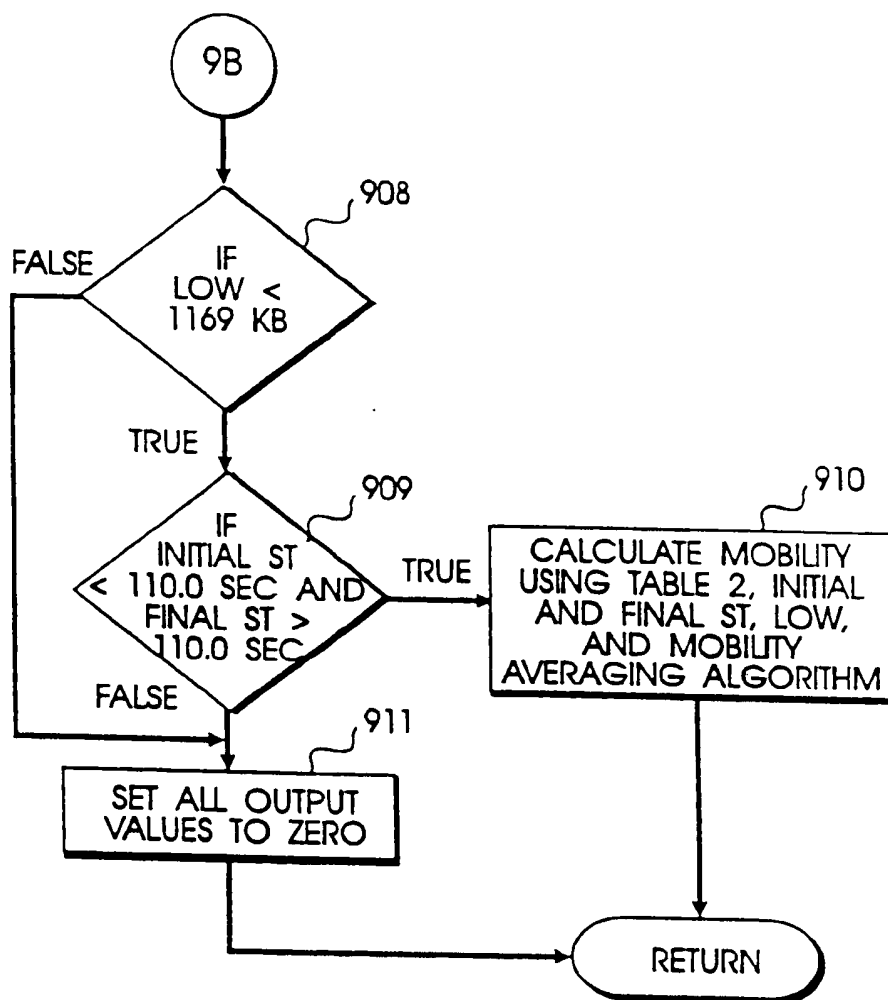 9B
908
FALSE
IF
LOW <
1169 KB
TRUE
909
IF
INITIAL ST
< 110.0 SEC AND
FINAL ST >
110.0 SEC
TRUE
FALSE
910
CALCULATE MOBILITY
USING TABLE 2, INITIAL
AND FINAL ST, LOW,
AND MOBILITY
AVERAGING ALGORITHM
911
SET ALL OUTPUT
VALUES TO ZERO
RETURN